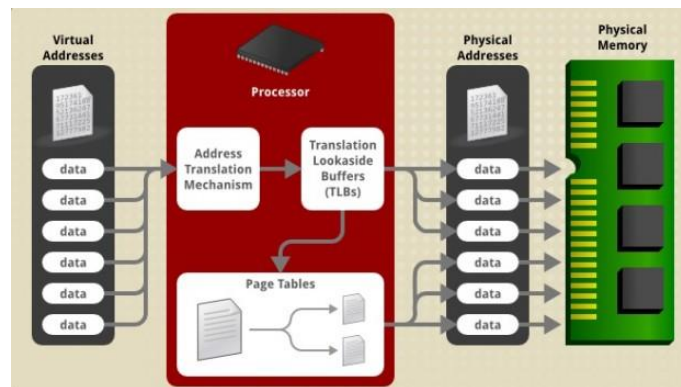 Virtual
Addresses
data
data
data
data
data
data
Processor
Address
Translation
Mechanism
Translation
Lookaside
Buffers
(TLBs)
Page Tables
Physical
Addresses
data
data
data
data
data
data
Physical
Memory